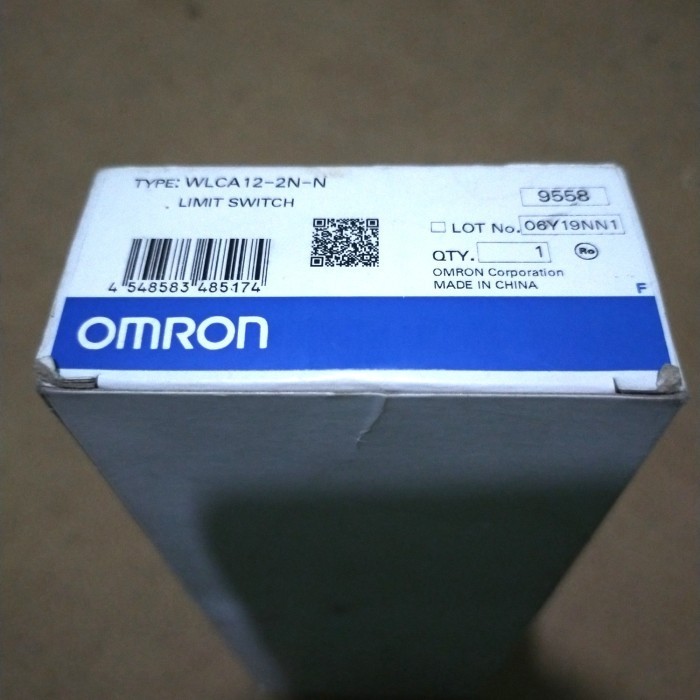 TYPE: WLCA12-2N-N
LIMIT SWITCH
9558
LOT No. 06Y19NN1
QTY. 1
Ro
OMRON Corporation
MADE IN CHINA
4 548583 485174
F
OMRON